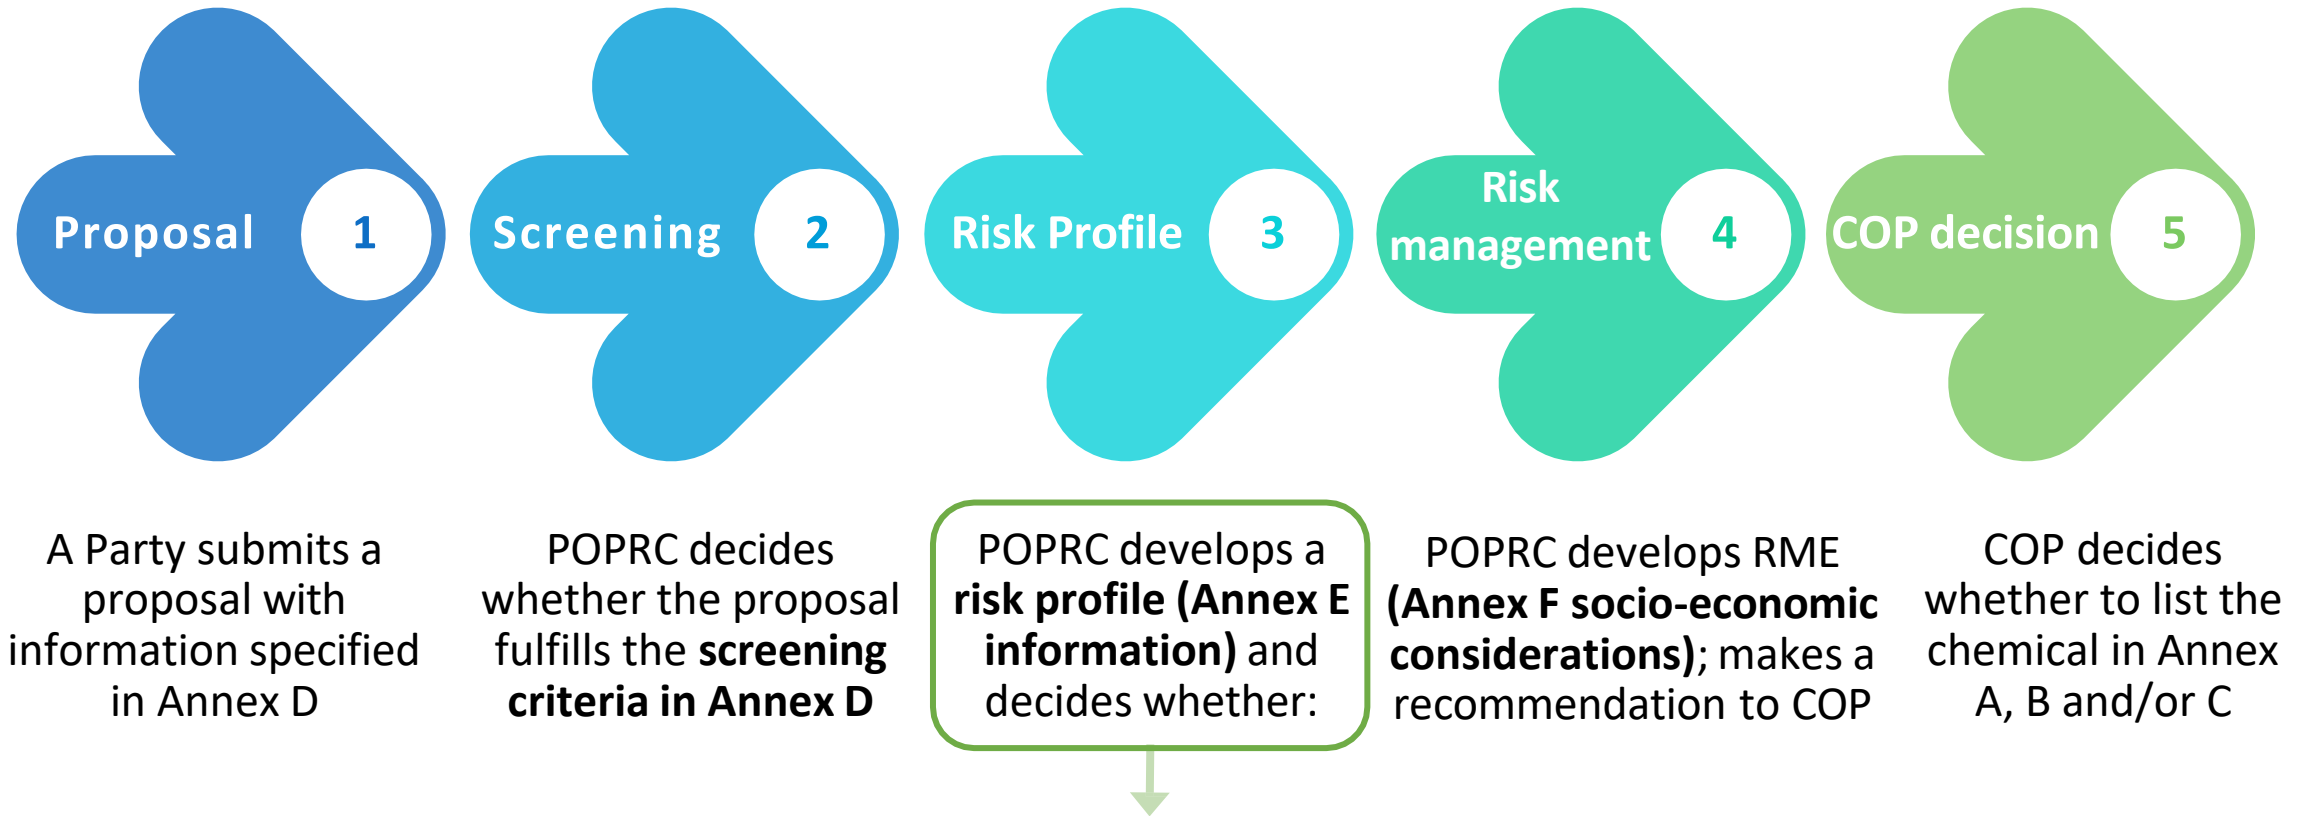 Proposal 1
Screening 2
Risk Profile 3
Risk
management 4
COP decision 5
A Party submits a
proposal with
information specified
in Annex D
POPRC decides
whether the proposal
fulfills the screening
criteria in Annex D
POPRC develops a
risk profile (Annex E
information) and
decides whether:
POPRC develops RME
(Annex F socio-economic
considerations); makes a
recommendation to COP
COP decides
whether to list the
chemical in Annex
A, B and/or C